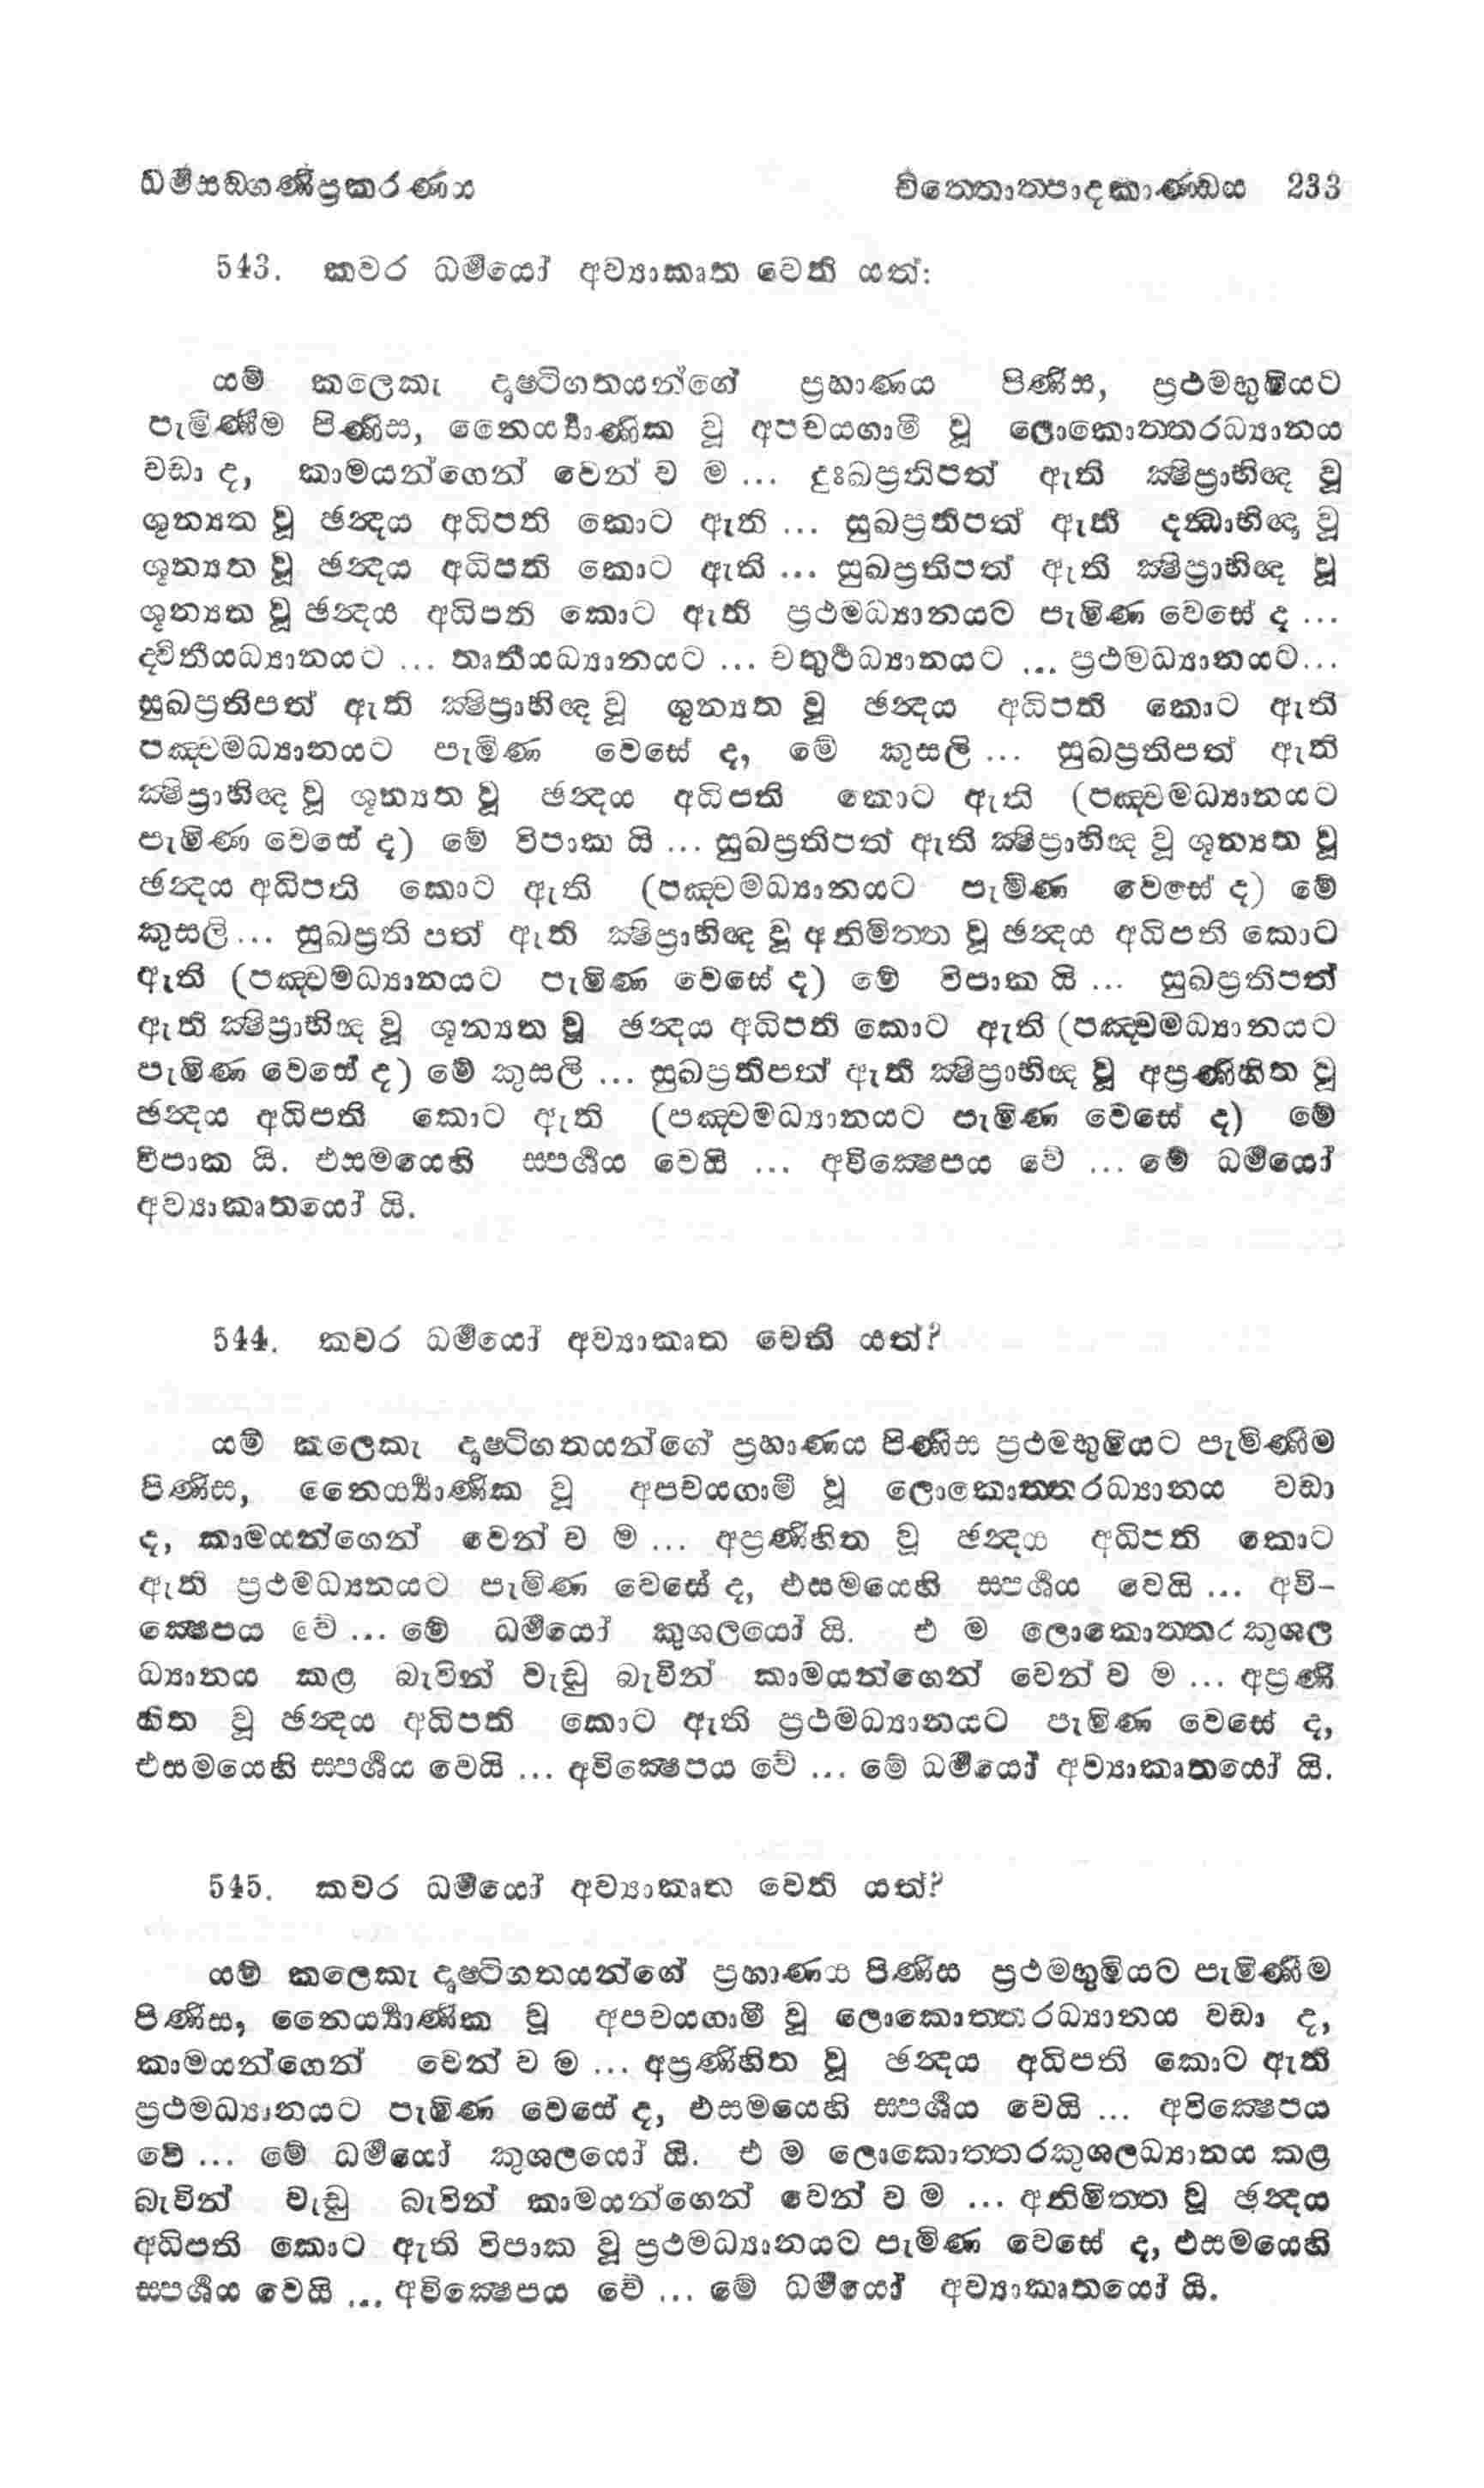 ධර්‍මසඞ්ගණිප්‍රකරණය චිත්තොත්පාදකාණ්ඩය 233
543. කවර ධර්‍මයෝ අව්‍යාකෘත වෙති යත්:
යම් කලෙකැ දෘෂ්ටිගතයන්ගේ ප්‍රහාණය පිණිස, ප්‍රථමභූමියට
පැමිණීම පිණිස, නෛර්‍ය්‍යාණික වූ අපචයගාමී වූ ලොකොත්තරධ්‍යානය
වඩා ද, කාමයන්ගෙන් වෙන් ව ම ... දුඃඛප්‍රතිපත් ඇති ක්‍ෂිප්‍රාභිඥ වූ
ශූන්‍යත වූ ඡන්‍දය අධිපති කොට ඇති ... සුඛප්‍රතිපත් ඇති දන්‍ධාභිඥ වූ
ශූන්‍යත වූ ඡන්‍දය අධිපති කොට ඇති ... සුඛප්‍රතිපත් ඇති ක්‍ෂිප්‍රාභිඥ වූ
ශූන්‍යත වූ ඡන්‍දය අධිපති කොට ඇති ප්‍රථමධ්‍යානයට පැමිණ වෙසේ ද ...
ද්විතීයධ්‍යානයට ... තෘතීයධ්‍යානයට ... චතුර්‍ථධ්‍යානයට ... ප්‍රථමධ්‍යානයට...
සුඛප්‍රතිපත් ඇති ක්‍ෂිප්‍රාභිඥ වූ ශූන්‍යත වූ ඡන්‍දය අධිපති කොට ඇති
පඤ්චමධ්‍යානයට පැමිණ වෙසේ ද, මේ කුසලි ... සුඛප්‍රතිපත් ඇති
ක්‍ෂිප්‍රාභිඥ වූ ශූන්‍යත වූ ඡන්‍දය අධිපති කොට ඇති (පඤ්චමධ්‍යානයට
පැමිණ වෙසේ ද) මේ විපාක යි ... සුඛප්‍රතිපත් ඇති ක්‍ෂිප්‍රාභිඥ වූ ශූන්‍යත වූ
ඡන්‍දය අධිපති කොට ඇති (පඤ්චමධ්‍යානයට පැමිණ වෙසේ ද) මේ
කුසලි... සුඛප්‍රති පත් ඇති ක්‍ෂිප්‍රාභිඥ වූ අනිමිත්ත වූ ඡන්‍දය අධිපති කොට
ඇති (පඤ්චමධ්‍යානයට පැමිණ වෙසේ ද) මේ විපාක යි ... සුඛප්‍රතිපත්
ඇති ක්‍ෂිප්‍රාභිඥ වූ ශූන්‍යත වූ ඡන්‍දය අධිපති කොට ඇති (පඤ්චමධ්‍යානයට
පැමිණ වෙසේ ද) මේ කුසලි ... සුඛප්‍රතිපත් ඇති ක්‍ෂිප්‍රාභිඥ වූ අප්‍රණිහිත වූ
ඡන්‍දය අධිපති කොට ඇති (පඤ්චමධ්‍යානයට පැමිණ වෙසේ ද) මේ
විපාක යි. එසමයෙහි ස්පර්‍ශය වෙයි ... අවික්‍ෂෙපය වේ ... මේ ධර්‍මයෝ
අව්‍යාකෘතයෝ යි.
544. කවර ධර්‍මයෝ අව්‍යාකෘත වෙති යත්?
යම් කලෙකැ දෘෂ්ටිගතයන්ගේ ප්‍රහාණය පිණිස ප්‍රථමභූමියට පැමිණීම
පිණිස, නෛර්‍ය්‍යාණික වූ අපචයගාමී වූ ලොකොත්තරධ්‍යානය වඩා
ද, කාමයන්ගෙන් වෙන් ව ම ... අප්‍රණිහිත වූ ඡන්‍දය අධිපති කොට
ඇති ප්‍රථමධ්‍යනයට පැමිණ වෙසේ ද, එසමයෙහි ස්පර්‍ශය වෙයි ... අවි-
ක්‍ෂෙපය වේ ... මේ ධර්‍මයෝ කුශලයෝ යි. එ ම ලොකොත්තර කුශල
ධ්‍යානය කළ බැවින් වැඩූ බැවින් කාමයන්ගෙන් වෙන් ව ම ... අප්‍රණි
හිත වූ ඡන්‍දය අධිපති කොට ඇති ප්‍රථමධ්‍යානයට පැමිණ වෙසේ ද,
එසමයෙහි ස්පර්‍ශය වෙයි ... අවික්‍ෂෙපය වේ ... මේ ධර්‍මයෝ අව්‍යාකෘතයෝ යි.
545. කවර ධර්‍මයෝ අව්‍යාකෘත වෙති යත්?
යම් කලෙකැ දෘෂ්ටිගතයන්ගේ ප්‍රහාණය පිණිස ප්‍රථමභූමියට පැමිණීම
පිණිස, නෛර්‍ය්‍යාණික වූ අපචයගාමී වූ ලොකොත්තරධ්‍යානය වඩා ද,
කාමයන්ගෙන් වෙන් ව ම ... අප්‍රණිහිත වූ ඡන්‍දය අධිපති කොට ඇති
ප්‍රථමධ්‍යානයට පැමිණ වෙසේ ද, එසමයෙහි ස්පර්‍ශය වෙයි ... අවික්‍ෂෙපය
වේ ... මේ ධර්‍මයෝ කුශලයෝ යි. එ ම ලොකොත්තරකුශලධ්‍යානය කළ
බැවින් වැඩූ බැවින් කාමයන්ගෙන් වෙන් ව ම ... අනිමිත්ත වූ ඡන්‍දය
අධිපති කොට ඇති විපාක වූ ප්‍රථමධ්‍යානයට පැමිණ වෙසේ ද, එසමයෙහි
ස්පර්‍ශය වෙයි ... අවික්‍ෂෙපය වේ ... මේ ධර්‍මයෝ අව්‍යාකෘතයෝ යි.